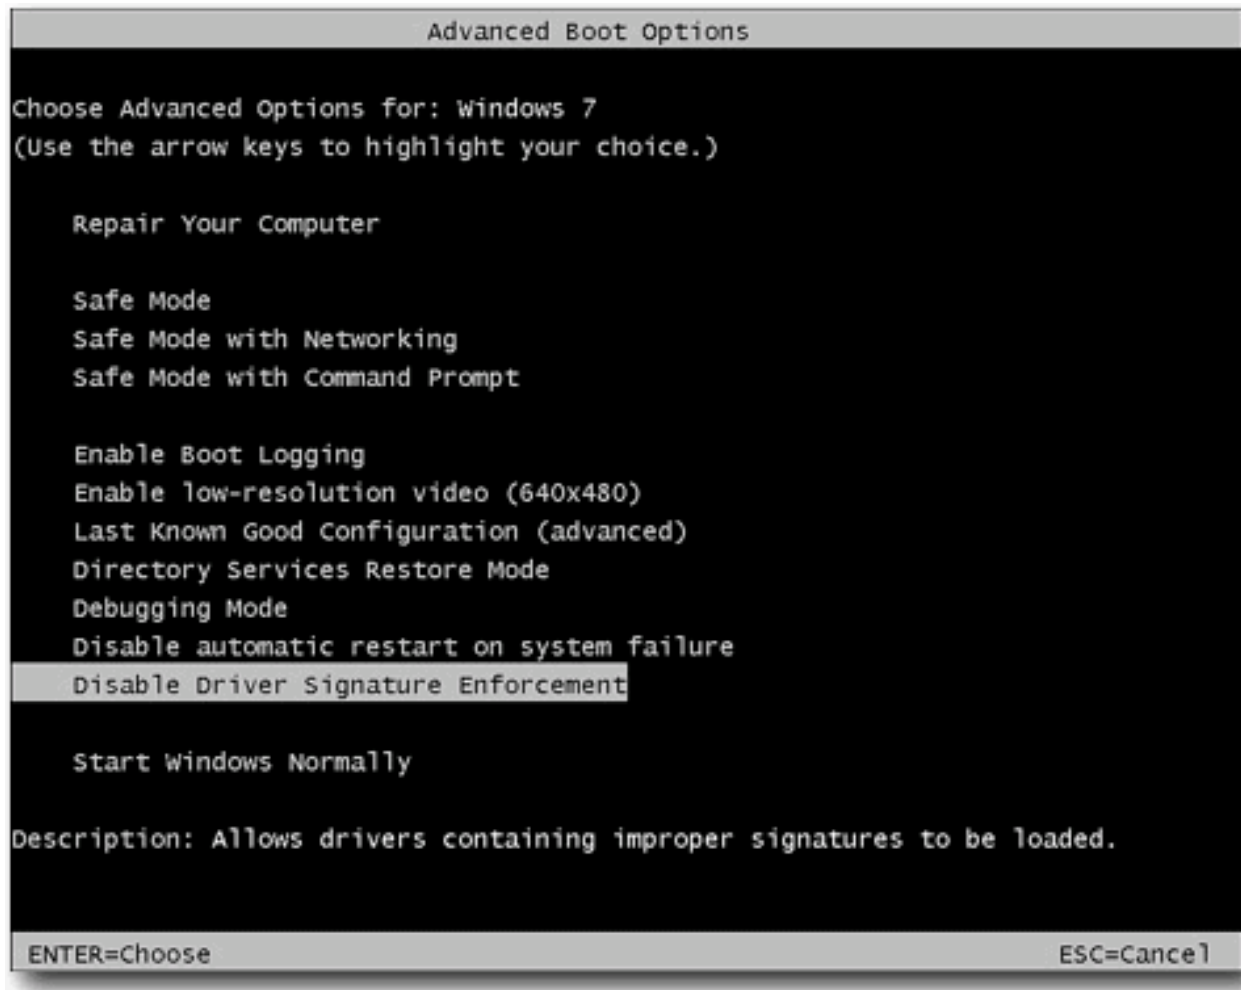 Advanced Boot Options
Choose Advanced Options for: Windows 7
(Use the arrow keys to highlight your choice.)
Repair Your Computer
Safe Mode
Safe Mode with Networking
Safe Mode with Command Prompt
Enable Boot Logging
Enable low-resolution video (640x480)
Last Known Good Configuration (advanced)
Directory Services Restore Mode
Debugging Mode
Disable automatic restart on system failure
Disable Driver Signature Enforcement
Start Windows Normally
Description: Allows drivers containing improper signatures to be loaded.
ENTER=Choose ESC=Cancel